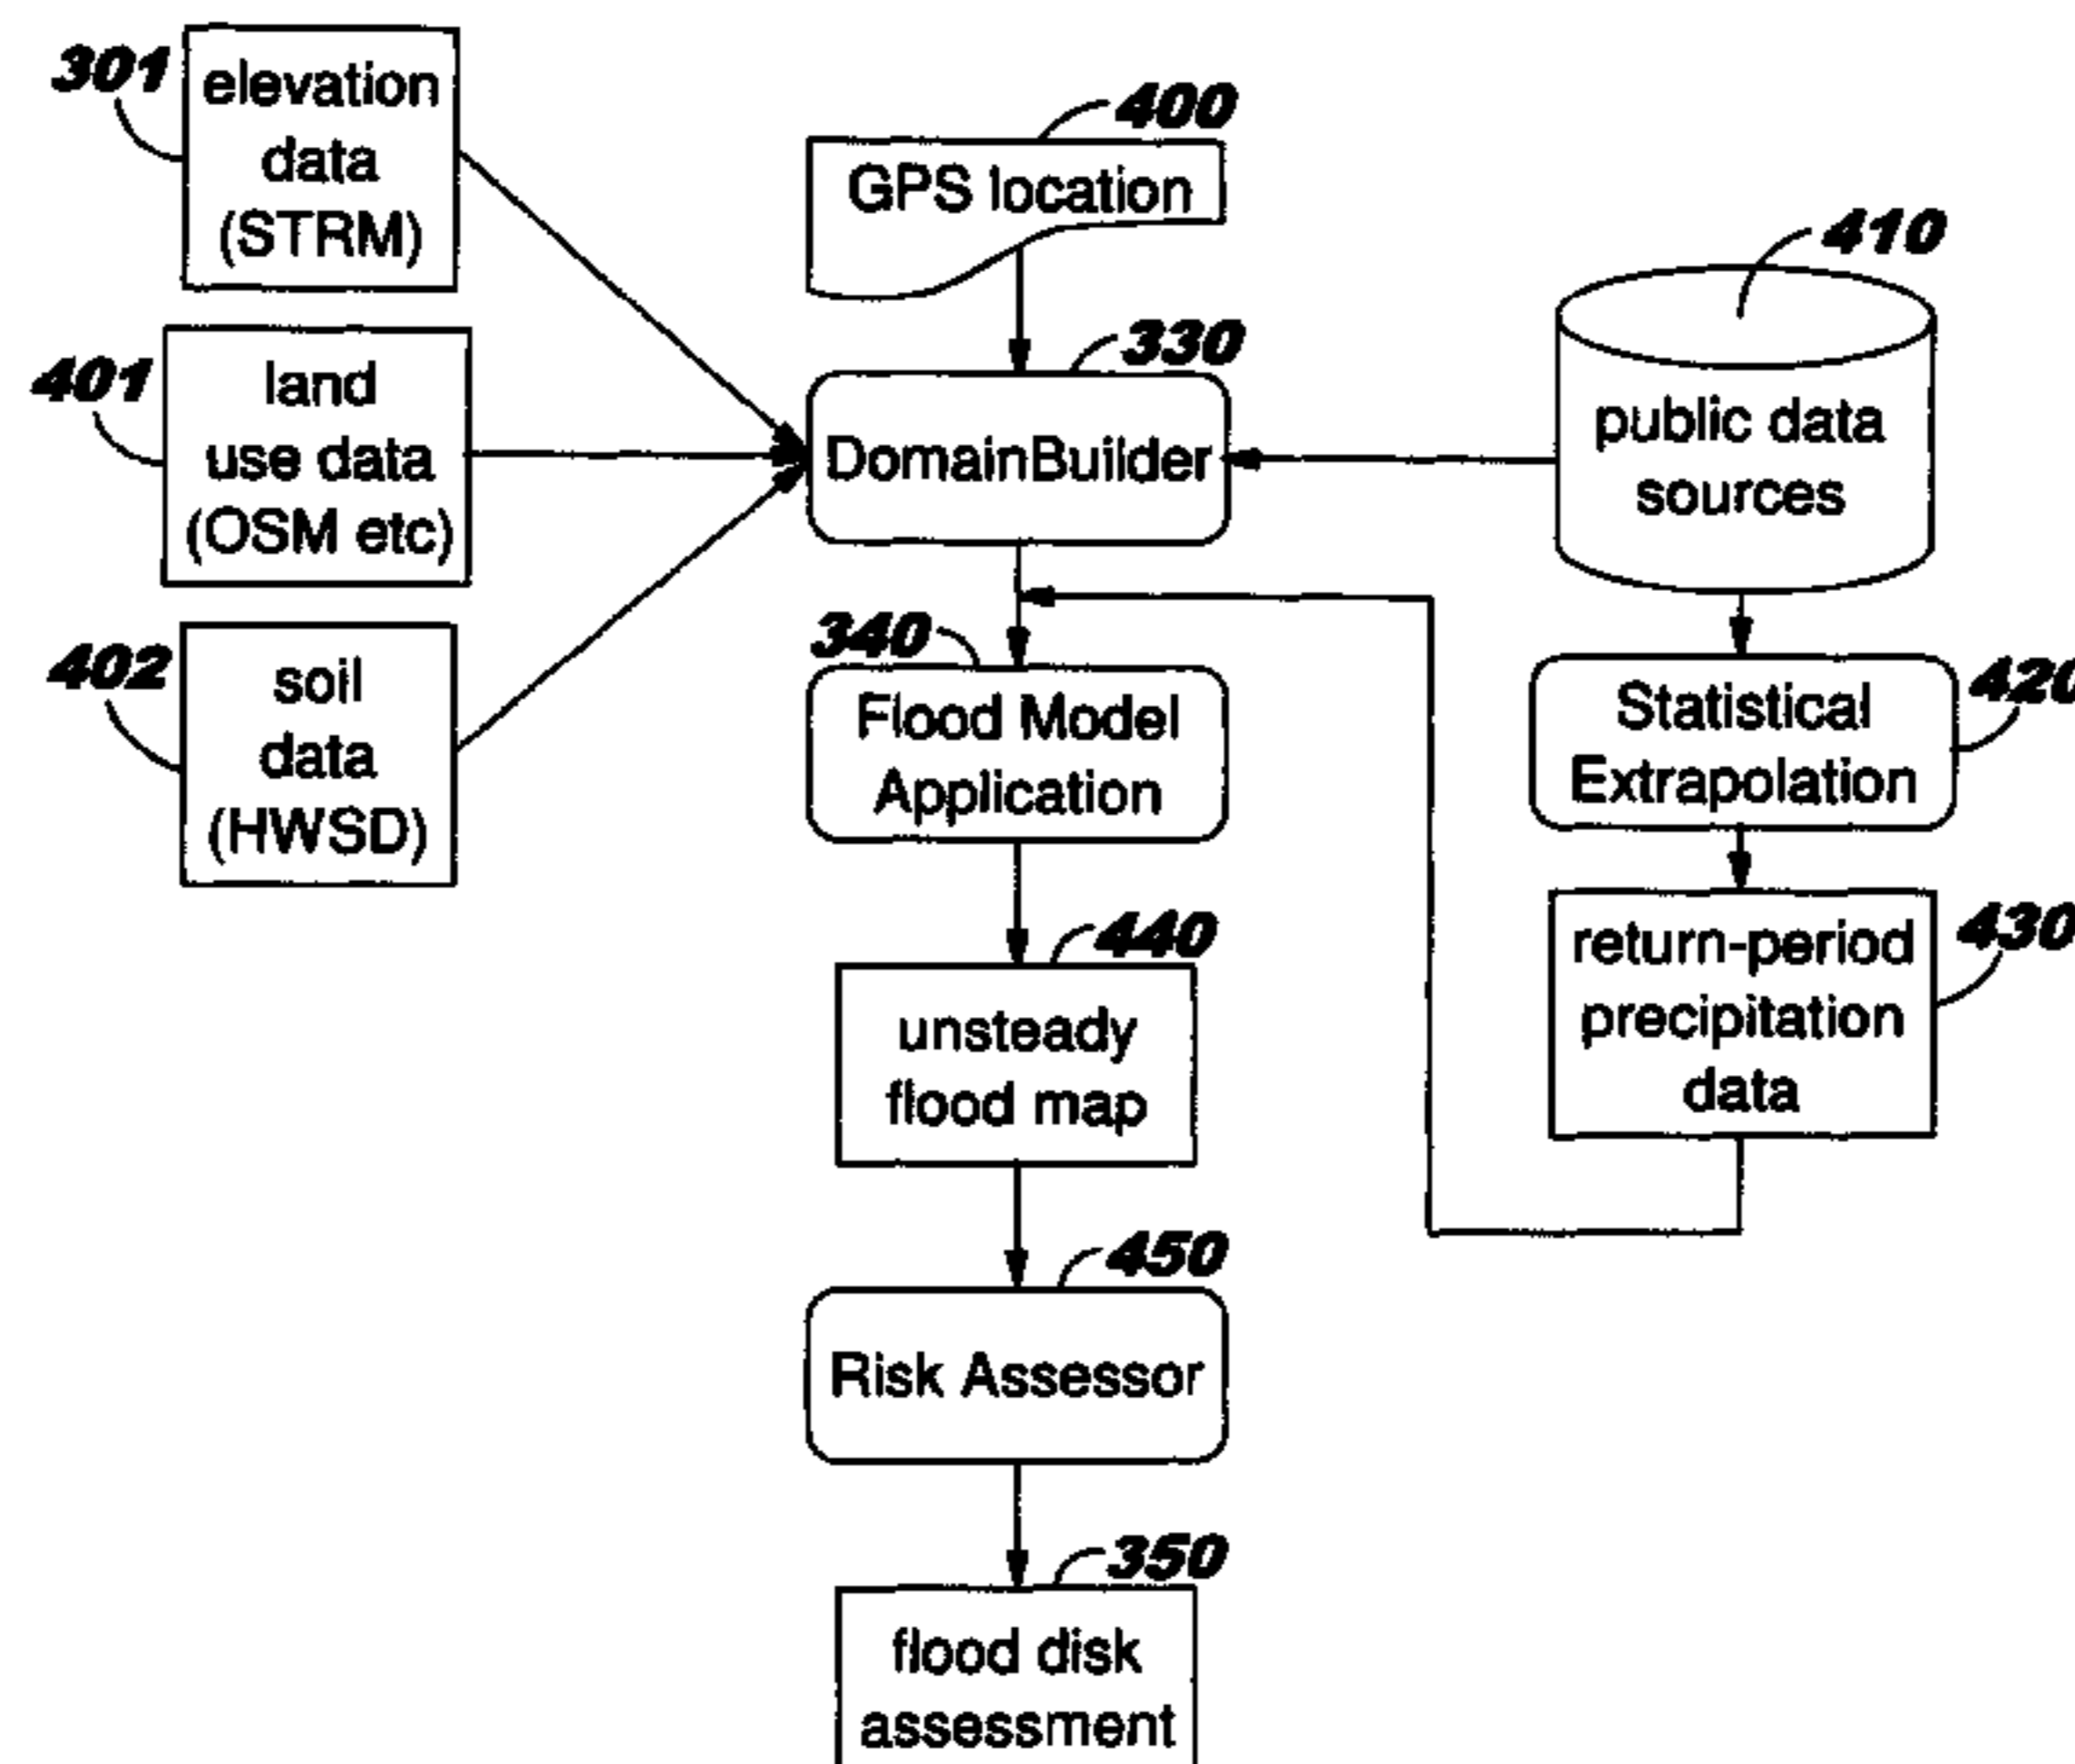 301
elevation
data
(STRM)
401
land
use data
(OSM etc)
402
soil
data
(HWSD)
400
GPS location
330
DomainBuilder
340
Flood Model
Application
440
unsteady
flood map
450
Risk Assessor
350
flood disk
assessment
410
public data
sources
420
Statistical
Extrapolation
430
return-period
precipitation
data